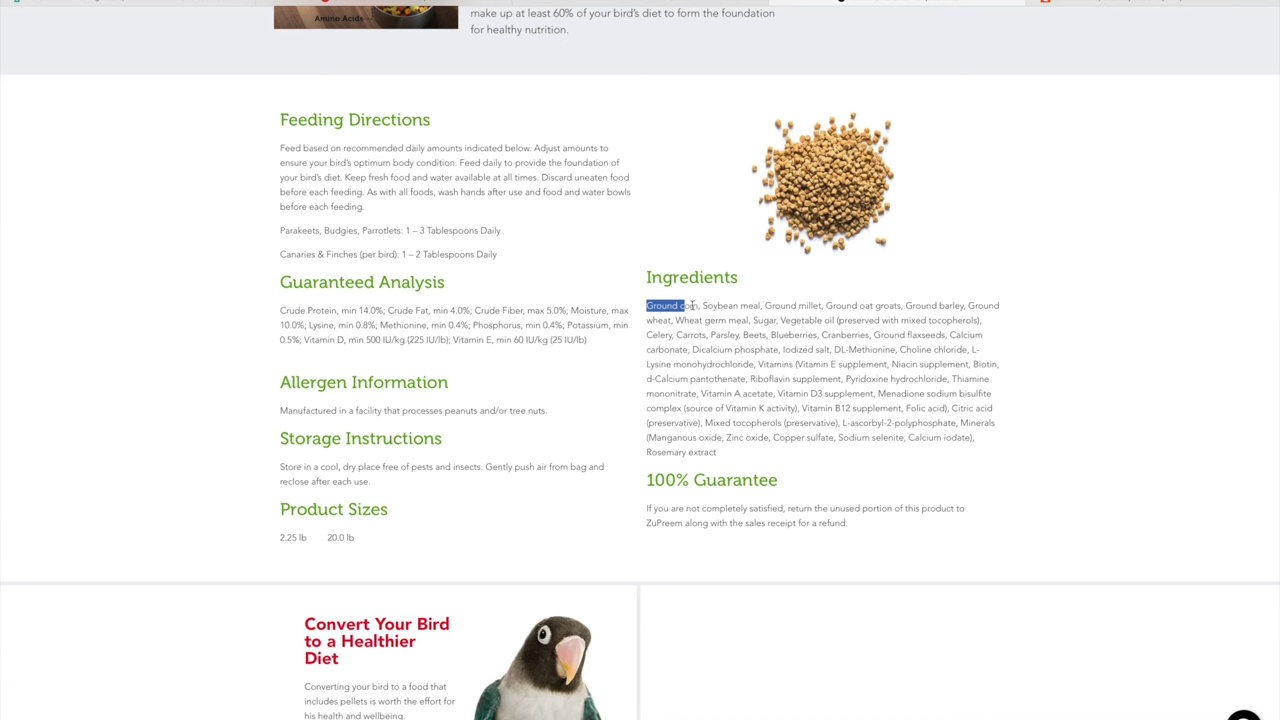 Amino Acids
make up at least 60% of your bird's diet to form the foundation
for healthy nutrition.
Feeding Directions
Feed based on recommended daily amounts indicated below. Adjust amounts to
ensure your bird's optimum body condition. Feed daily to provide the foundation of
your bird's diet. Keep fresh food and water available at all times. Discard uneaten food
before each feeding. As with all foods, wash hands after use and food and water bowls
before each feeding.
Parakeets, Budgies, Parrotlets: 1 – 3 Tablespoons Daily
Canaries & Finches (per bird): 1 – 2 Tablespoons Daily
Guaranteed Analysis
Crude Protein, min 14.0%; Crude Fat, min 4.0%; Crude Fiber, max 5.0%; Moisture, max
10.0%; Lysine, min 0.8%; Methionine, min 0.4%; Phosphorus, min 0.4%; Potassium, min
0.5%; Vitamin D, min 500 IU/kg (225 IU/lb); Vitamin E, min 60 IU/kg (25 IU/lb)
Allergen Information
Manufactured in a facility that processes peanuts and/or tree nuts.
Storage Instructions
Store in a cool, dry place free of pests and insects. Gently push air from bag and
reclose after each use.
Product Sizes
2.25 lb 20.0 lb
Ingredients
Ground corn, Soybean meal, Ground millet, Ground oat groats, Ground barley, Ground
wheat, Wheat germ meal, Sugar, Vegetable oil (preserved with mixed tocopherols),
Celery, Carrots, Parsley, Beets, Blueberries, Cranberries, Ground flaxseeds, Calcium
carbonate, Dicalcium phosphate, Iodized salt, DL-Methionine, Choline chloride, L-
Lysine monohydrochloride, Vitamins (Vitamin E supplement, Niacin supplement, Biotin,
d-Calcium pantothenate, Riboflavin supplement, Pyridoxine hydrochloride, Thiamine
mononitrate, Vitamin A acetate, Vitamin D3 supplement, Menadione sodium bisulfite
complex (source of Vitamin K activity), Vitamin B12 supplement, Folic acid), Citric acid
(preservative), Mixed tocopherols (preservative), L-ascorbyl-2-polyphosphate, Minerals
(Manganous oxide, Zinc oxide, Copper sulfate, Sodium selenite, Calcium iodate),
Rosemary extract
100% Guarantee
If you are not completely satisfied, return the unused portion of this product to
ZuPreem along with the sales receipt for a refund.
Convert Your Bird
to a Healthier
Diet
Converting your bird to a food that
includes pellets is worth the effort for
his health and wellbeing.